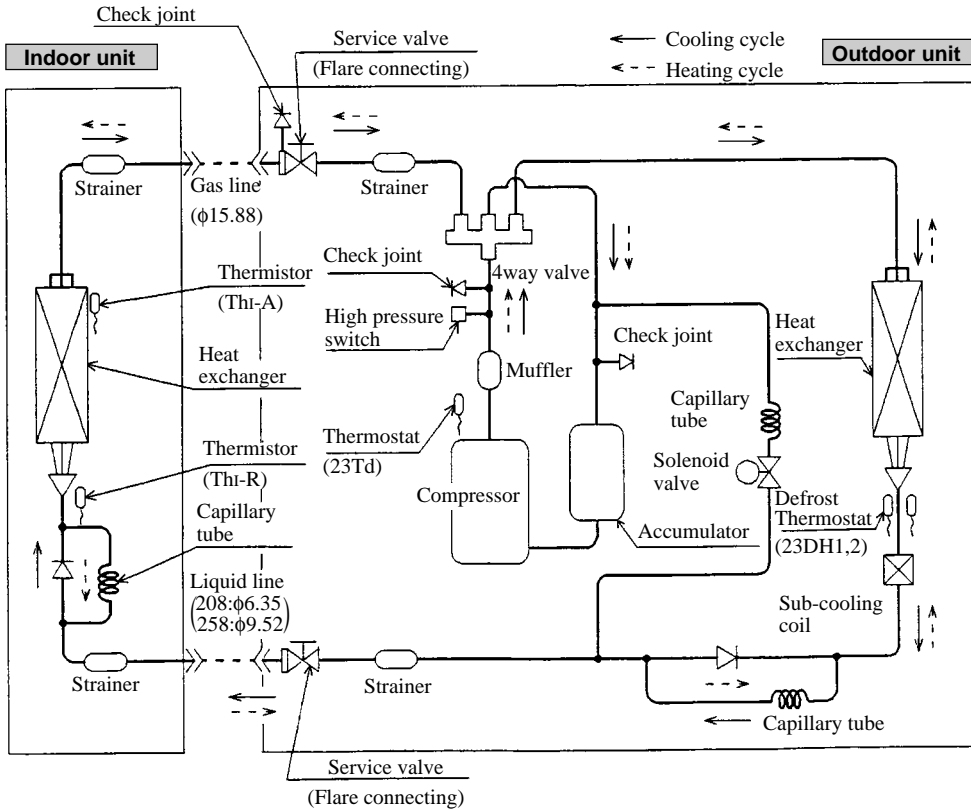 Check joint
Indoor unit
Service valve
(Flare connecting)
Cooling cycle
Heating cycle
Outdoor unit
Strainer
Gas line
(ϕ15.88)
Strainer
Check joint
4way valve
Thermistor
(ThI-A)
High pressure
switch
Heat
exchanger
Muffler
Check joint
Heat
exchanger
Capillary
tube
Thermostat
(23Td)
Thermistor
(ThI-R)
Solenoid
valve
Compressor
Capillary
tube
Accumulator
Defrost
Thermostat
(23DH1,2)
Liquid line
(208:ϕ6.35
258:ϕ9.52)
Sub-cooling
coil
Strainer
Strainer
Capillary tube
Service valve
(Flare connecting)